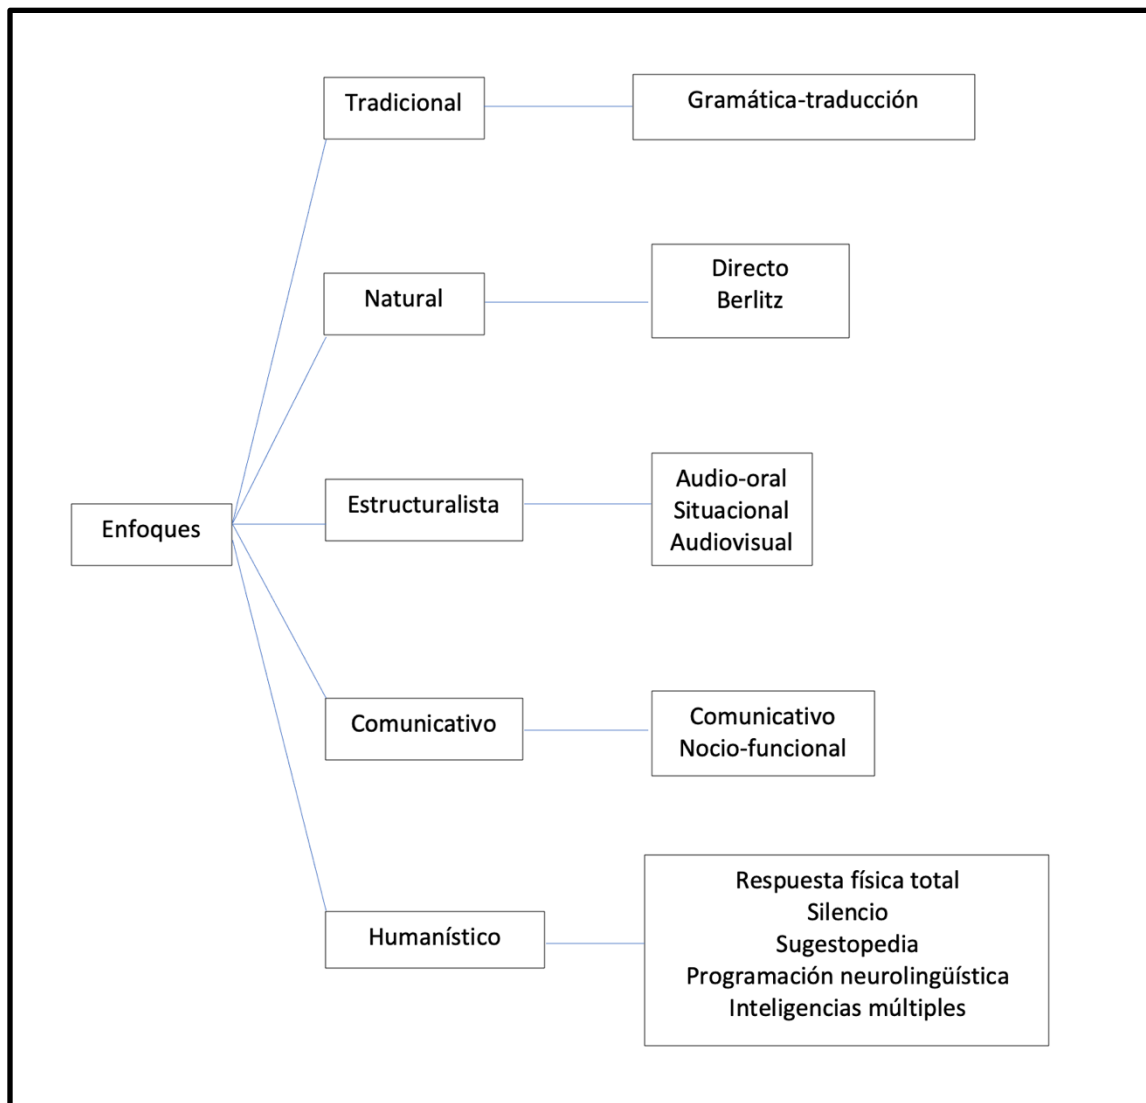 Tradicional
Gramática-traducción
Natural
Directo
Berlitz
Enfoques
Estructuralista
Audio-oral
Situacional
Audiovisual
Comunicativo
Comunicativo
Nocio-funcional
Humanístico
Respuesta física total
Silencio
Sugestopedia
Programación neurolingüística
Inteligencias múltiples